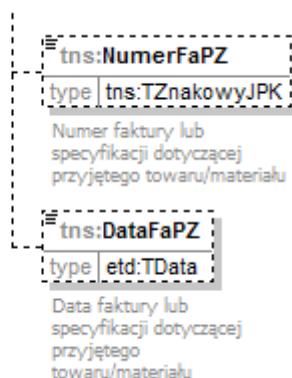 tns:NumerFaPZ
type tns:TZnakowyJPK
Numer faktury lub
specyfikacji dotyczącej
przyjętego towaru/materiału
tns:DataFaPZ
type etd:TData
Data faktury lub
specyfikacji dotyczącej
przyjętego
towaru/materiału